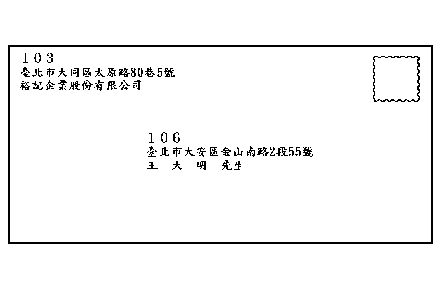 103
臺北市大同區太原路80巷5號
裕記企業股份有限公司
106
臺北市大安區金山南路2段55號
王 大 明 先生